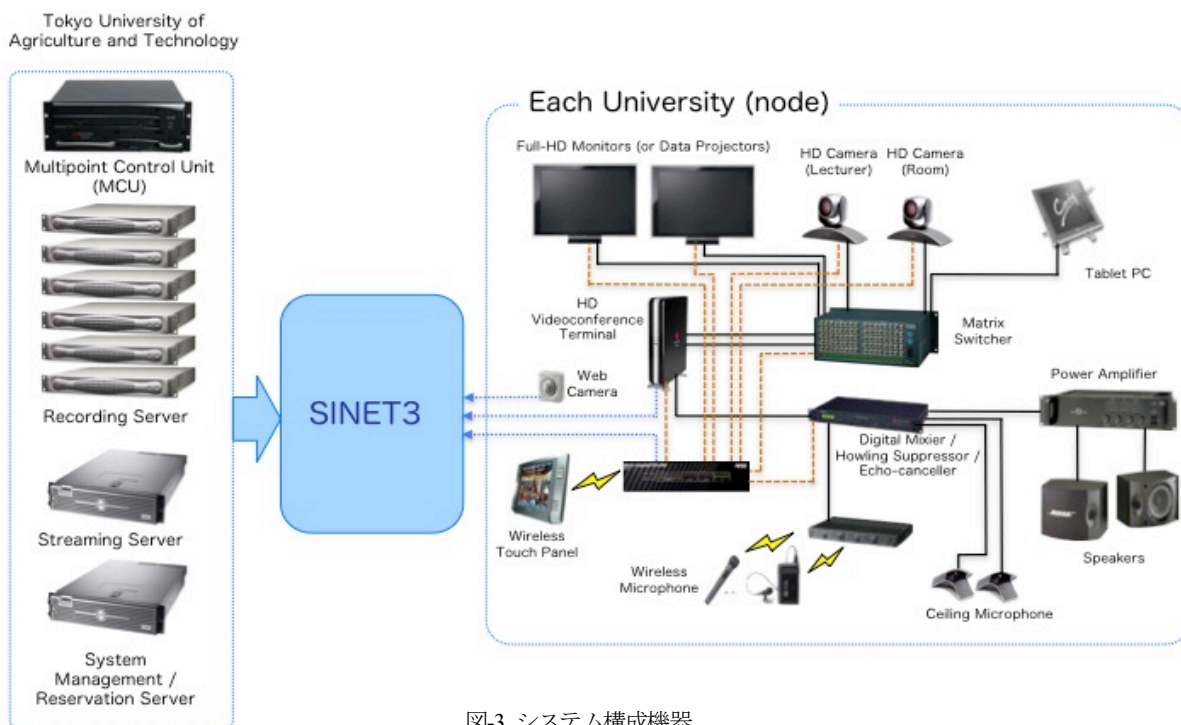 Tokyo University of
Agriculture and Technology
Multipoint Control Unit
(MCU)
Recording Server
Streaming Server
System
Management /
Reservation Server
SINET3
Each University (node)
Full-HD Monitors (or Data Projectors)
HD Camera
(Lecturer)
HD Camera
(Room)
Tablet PC
HD
Videoconference
Terminal
Matrix
Switcher
Web
Camera
Power Amplifier
Digital Mixier /
Howling Suppressor /
Echo-canceller
Wireless
Touch Panel
Wireless
Microphone
Speakers
Ceiling Microphone
BOSE
図-3 システム構成機器